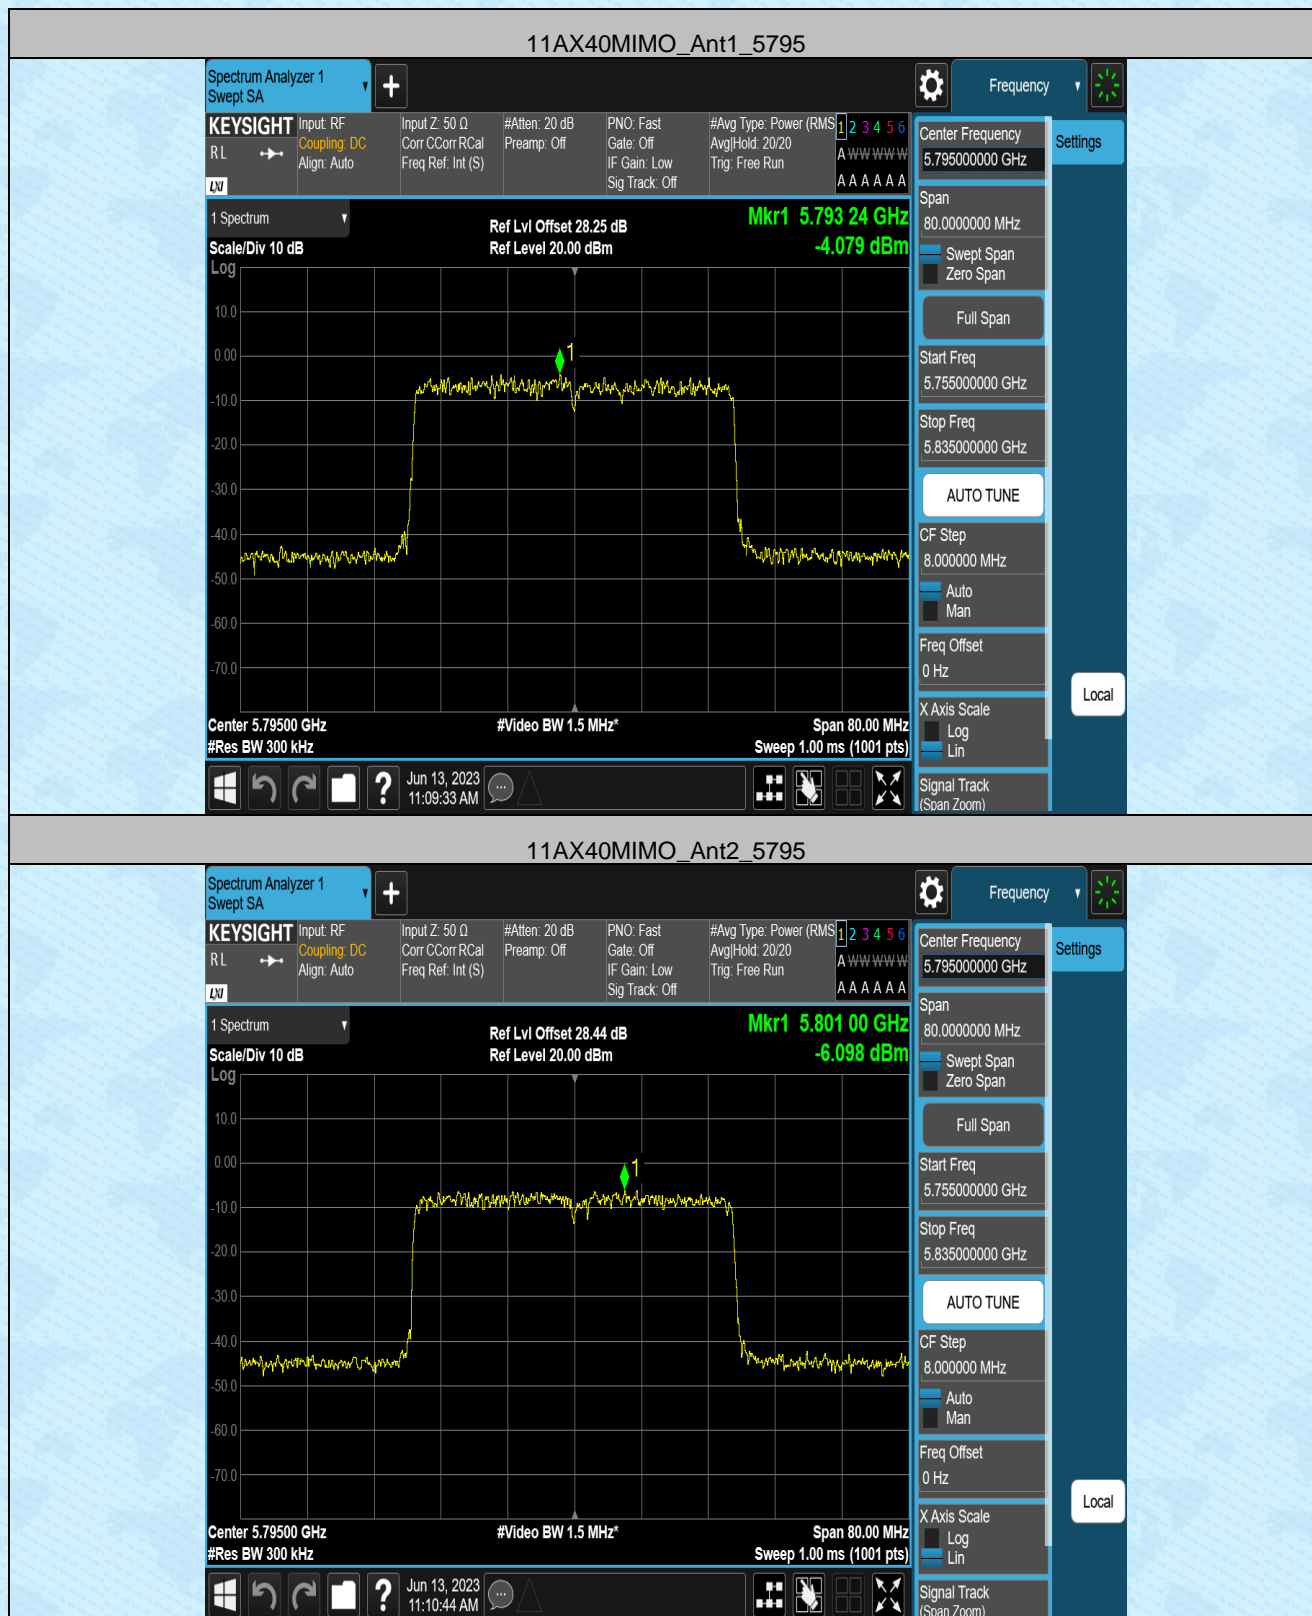 11AX40MIMO_Ant1_5795
Spectrum Analyzer 1
Swept SA
Frequency
KEYSIGHT
R L
LXI
Input: RF
Coupling: DC
Align: Auto
Input Z: 50 Ω
Corr CCorr RCal
Freq Ref: Int (S)
#Atten: 20 dB
Preamp: Off
PNO: Fast
Gate: Off
IF Gain: Low
Sig Track: Off
#Avg Type: Power (RMS
Avg|Hold: 20/20
Trig: Free Run
1 2 3 4 5 6
A W W W W W
A A A A A A
1 Spectrum
Scale/Div 10 dB
Ref Lvl Offset 28.25 dB
Ref Level 20.00 dBm
Mkr1 5.793 24 GHz
-4.079 dBm
Log
10.0
0.00
-10.0
-20.0
-30.0
-40.0
-50.0
-60.0
-70.0
1
Center 5.79500 GHz
#Res BW 300 kHz
#Video BW 1.5 MHz*
Span 80.00 MHz
Sweep 1.00 ms (1001 pts)
Jun 13, 2023
11:09:33 AM
Center Frequency
5.795000000 GHz
Settings
Span
80.0000000 MHz
Swept Span
Zero Span
Full Span
Start Freq
5.755000000 GHz
Stop Freq
5.835000000 GHz
AUTO TUNE
CF Step
8.000000 MHz
Auto
Man
Freq Offset
0 Hz
Local
X Axis Scale
Log
Lin
Signal Track
(Span Zoom)
11AX40MIMO_Ant2_5795
Spectrum Analyzer 1
Swept SA
Frequency
KEYSIGHT
R L
LXI
Input: RF
Coupling: DC
Align: Auto
Input Z: 50 Ω
Corr CCorr RCal
Freq Ref: Int (S)
#Atten: 20 dB
Preamp: Off
PNO: Fast
Gate: Off
IF Gain: Low
Sig Track: Off
#Avg Type: Power (RMS
Avg|Hold: 20/20
Trig: Free Run
1 2 3 4 5 6
A W W W W W
A A A A A A
1 Spectrum
Scale/Div 10 dB
Ref Lvl Offset 28.44 dB
Ref Level 20.00 dBm
Mkr1 5.801 00 GHz
-6.098 dBm
Log
10.0
0.00
-10.0
-20.0
-30.0
-40.0
-50.0
-60.0
-70.0
1
Center 5.79500 GHz
#Res BW 300 kHz
#Video BW 1.5 MHz*
Span 80.00 MHz
Sweep 1.00 ms (1001 pts)
Jun 13, 2023
11:10:44 AM
Center Frequency
5.795000000 GHz
Settings
Span
80.0000000 MHz
Swept Span
Zero Span
Full Span
Start Freq
5.755000000 GHz
Stop Freq
5.835000000 GHz
AUTO TUNE
CF Step
8.000000 MHz
Auto
Man
Freq Offset
0 Hz
Local
X Axis Scale
Log
Lin
Signal Track
(Span Zoom)